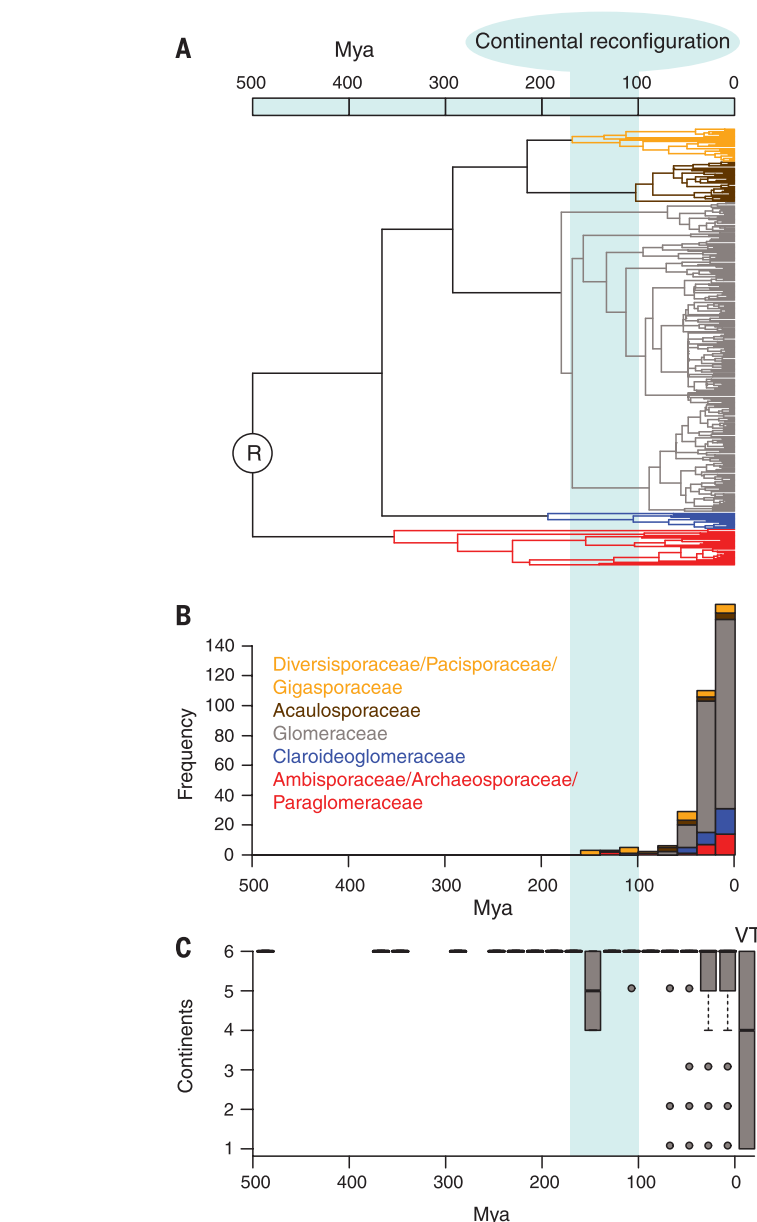 A
Mya
Continental reconfiguration
500 400 300 200 100 0
R
B
140
120
100
80
60
40
20
0
Frequency
Diversisporaceae/Pacisporaceae/
Gigasporaceae
Acaulosporaceae
Glomeraceae
Claroideoglomeraceae
Ambisporaceae/Archaeosporaceae/
Paraglomeraceae
500 400 300 200 100 0
Mya
VT
C
6
5
4
3
2
1
Continents
500 400 300 200 100 0
Mya